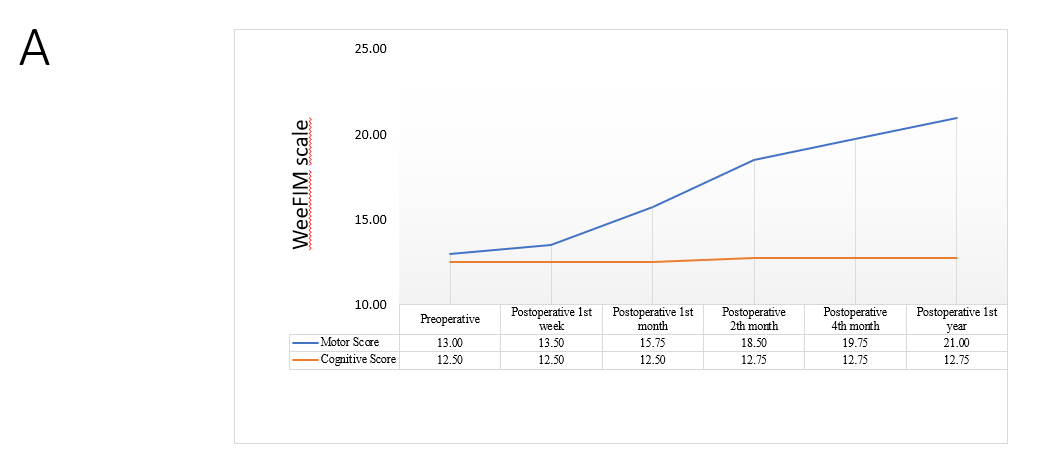 A
WeeFIM scale
25.00
20.00
15.00
10.00
Preoperative
Postoperative 1st
week
Postoperative 1st
month
Postoperative
2th month
Postoperative
4th month
Postoperative 1st
year
Motor Score 13.00 13.50 15.75 18.50 19.75 21.00
Cognitive Score 12.50 12.50 12.50 12.75 12.75 12.75